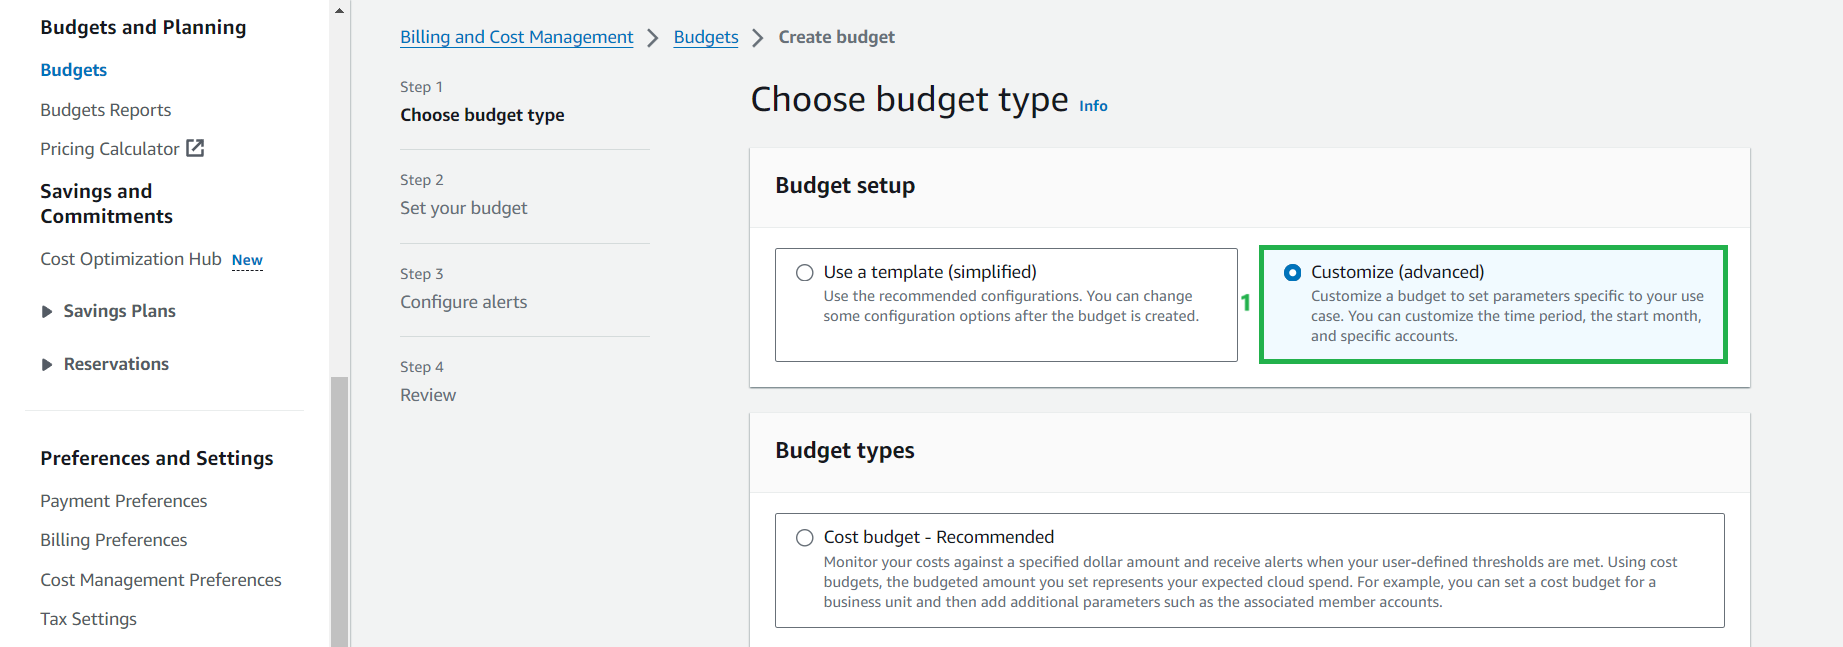 Budgets and Planning
Budgets
Budgets Reports
Pricing Calculator
Savings and
Commitments
Cost Optimization Hub New
Savings Plans
Reservations
Preferences and Settings
Payment Preferences
Billing Preferences
Cost Management Preferences
Tax Settings
Billing and Cost Management > Budgets > Create budget
Step 1
Choose budget type
Step 2
Set your budget
Step 3
Configure alerts
Step 4
Review
Choose budget type Info
Budget setup
Use a template (simplified)
Use the recommended configurations. You can change
some configuration options after the budget is created.
1
Customize (advanced)
Customize a budget to set parameters specific to your use
case. You can customize the time period, the start month,
and specific accounts.
Budget types
Cost budget - Recommended
Monitor your costs against a specified dollar amount and receive alerts when your user-defined thresholds are met. Using cost
budgets, the budgeted amount you set represents your expected cloud spend. For example, you can set a cost budget for a
business unit and then add additional parameters such as the associated member accounts.